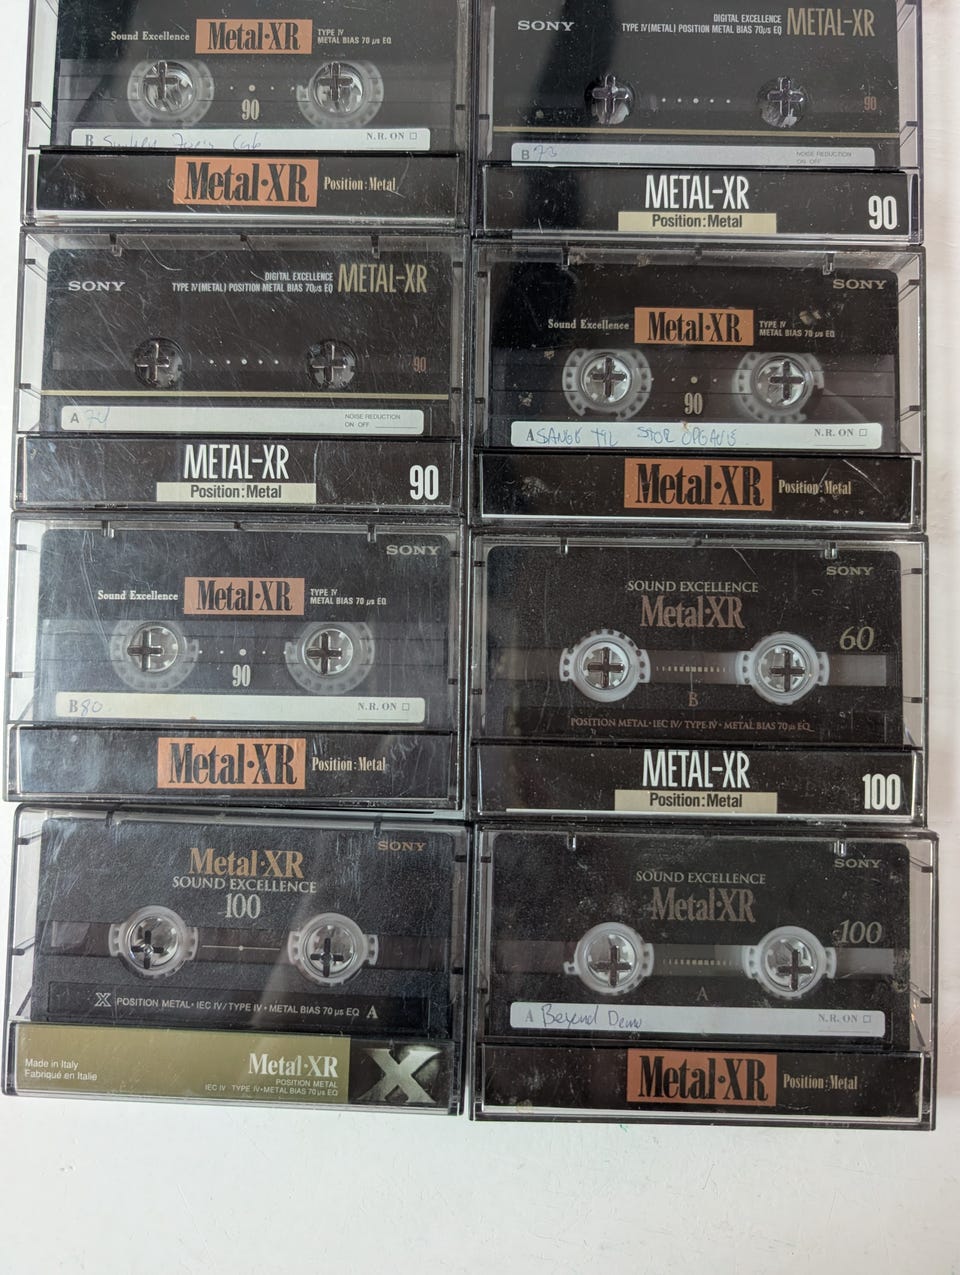 Sound Excellence Metal·XR TYPE IV
METAL BIAS 70 µs EQ
90
B N.R. ON
Metal·XR Position:Metal
SONY DIGITAL EXCELLENCE METAL-XR
TYPE IV(METAL) POSITION METAL BIAS 70µs EQ
90
B 73 NOISE REDUCTION
ON OFF
METAL-XR
Position:Metal
90
SONY DIGITAL EXCELLENCE METAL-XR
TYPE IV(METAL) POSITION METAL BIAS 70µs EQ
90
A 74 NOISE REDUCTION
ON OFF
METAL-XR
Position:Metal
90
SONY
Sound Excellence Metal·XR TYPE IV
METAL BIAS 70 µs EQ
90
A SANGE TIL STOR ORGAVE N.R. ON
Metal·XR Position:Metal
SONY
Sound Excellence Metal·XR TYPE IV
METAL BIAS 70 µs EQ
90
B 80 N.R. ON
Metal·XR Position:Metal
SONY
SOUND EXCELLENCE
Metal·XR
60
B
POSITION METAL · IEC IV/ TYPE IV · METAL BIAS 70 µs EQ
METAL-XR
Position:Metal
100
SONY
Metal·XR
SOUND EXCELLENCE
100
X POSITION METAL · IEC IV/ TYPE IV · METAL BIAS 70 µs EQ A
Made in Italy
Fabriqué en Italie
Metal·XR
POSITION METAL
IEC IV · TYPE IV · METAL BIAS 70 µs EQ
X
SONY
SOUND EXCELLENCE
Metal·XR
100
A
A Beyond Demo N.R. ON
Metal·XR Position:Metal